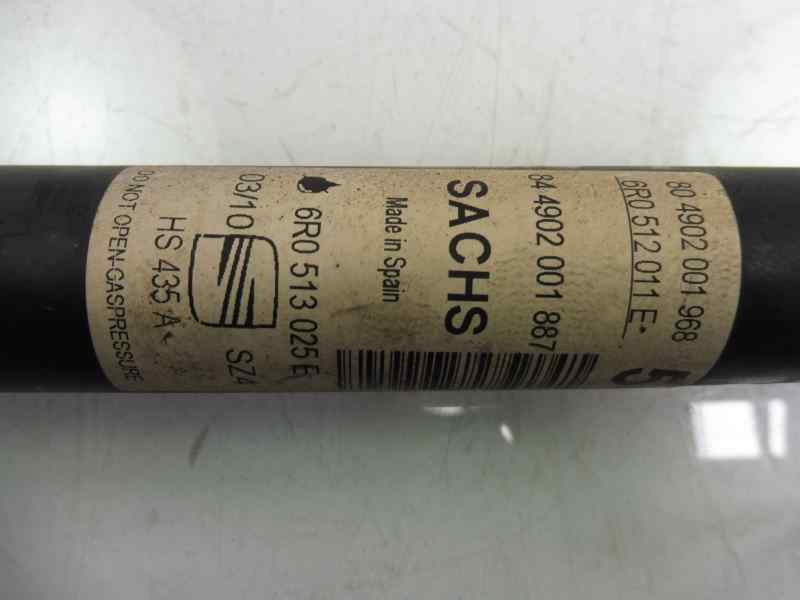 80 4902 001 968
6R0 512 011 E
5
84 4902 001 887
SACHS
Made in Spain
6R0 513 025 E
03/10 SZ4
HS 435 A
DO NOT OPEN-GASPRESSURE